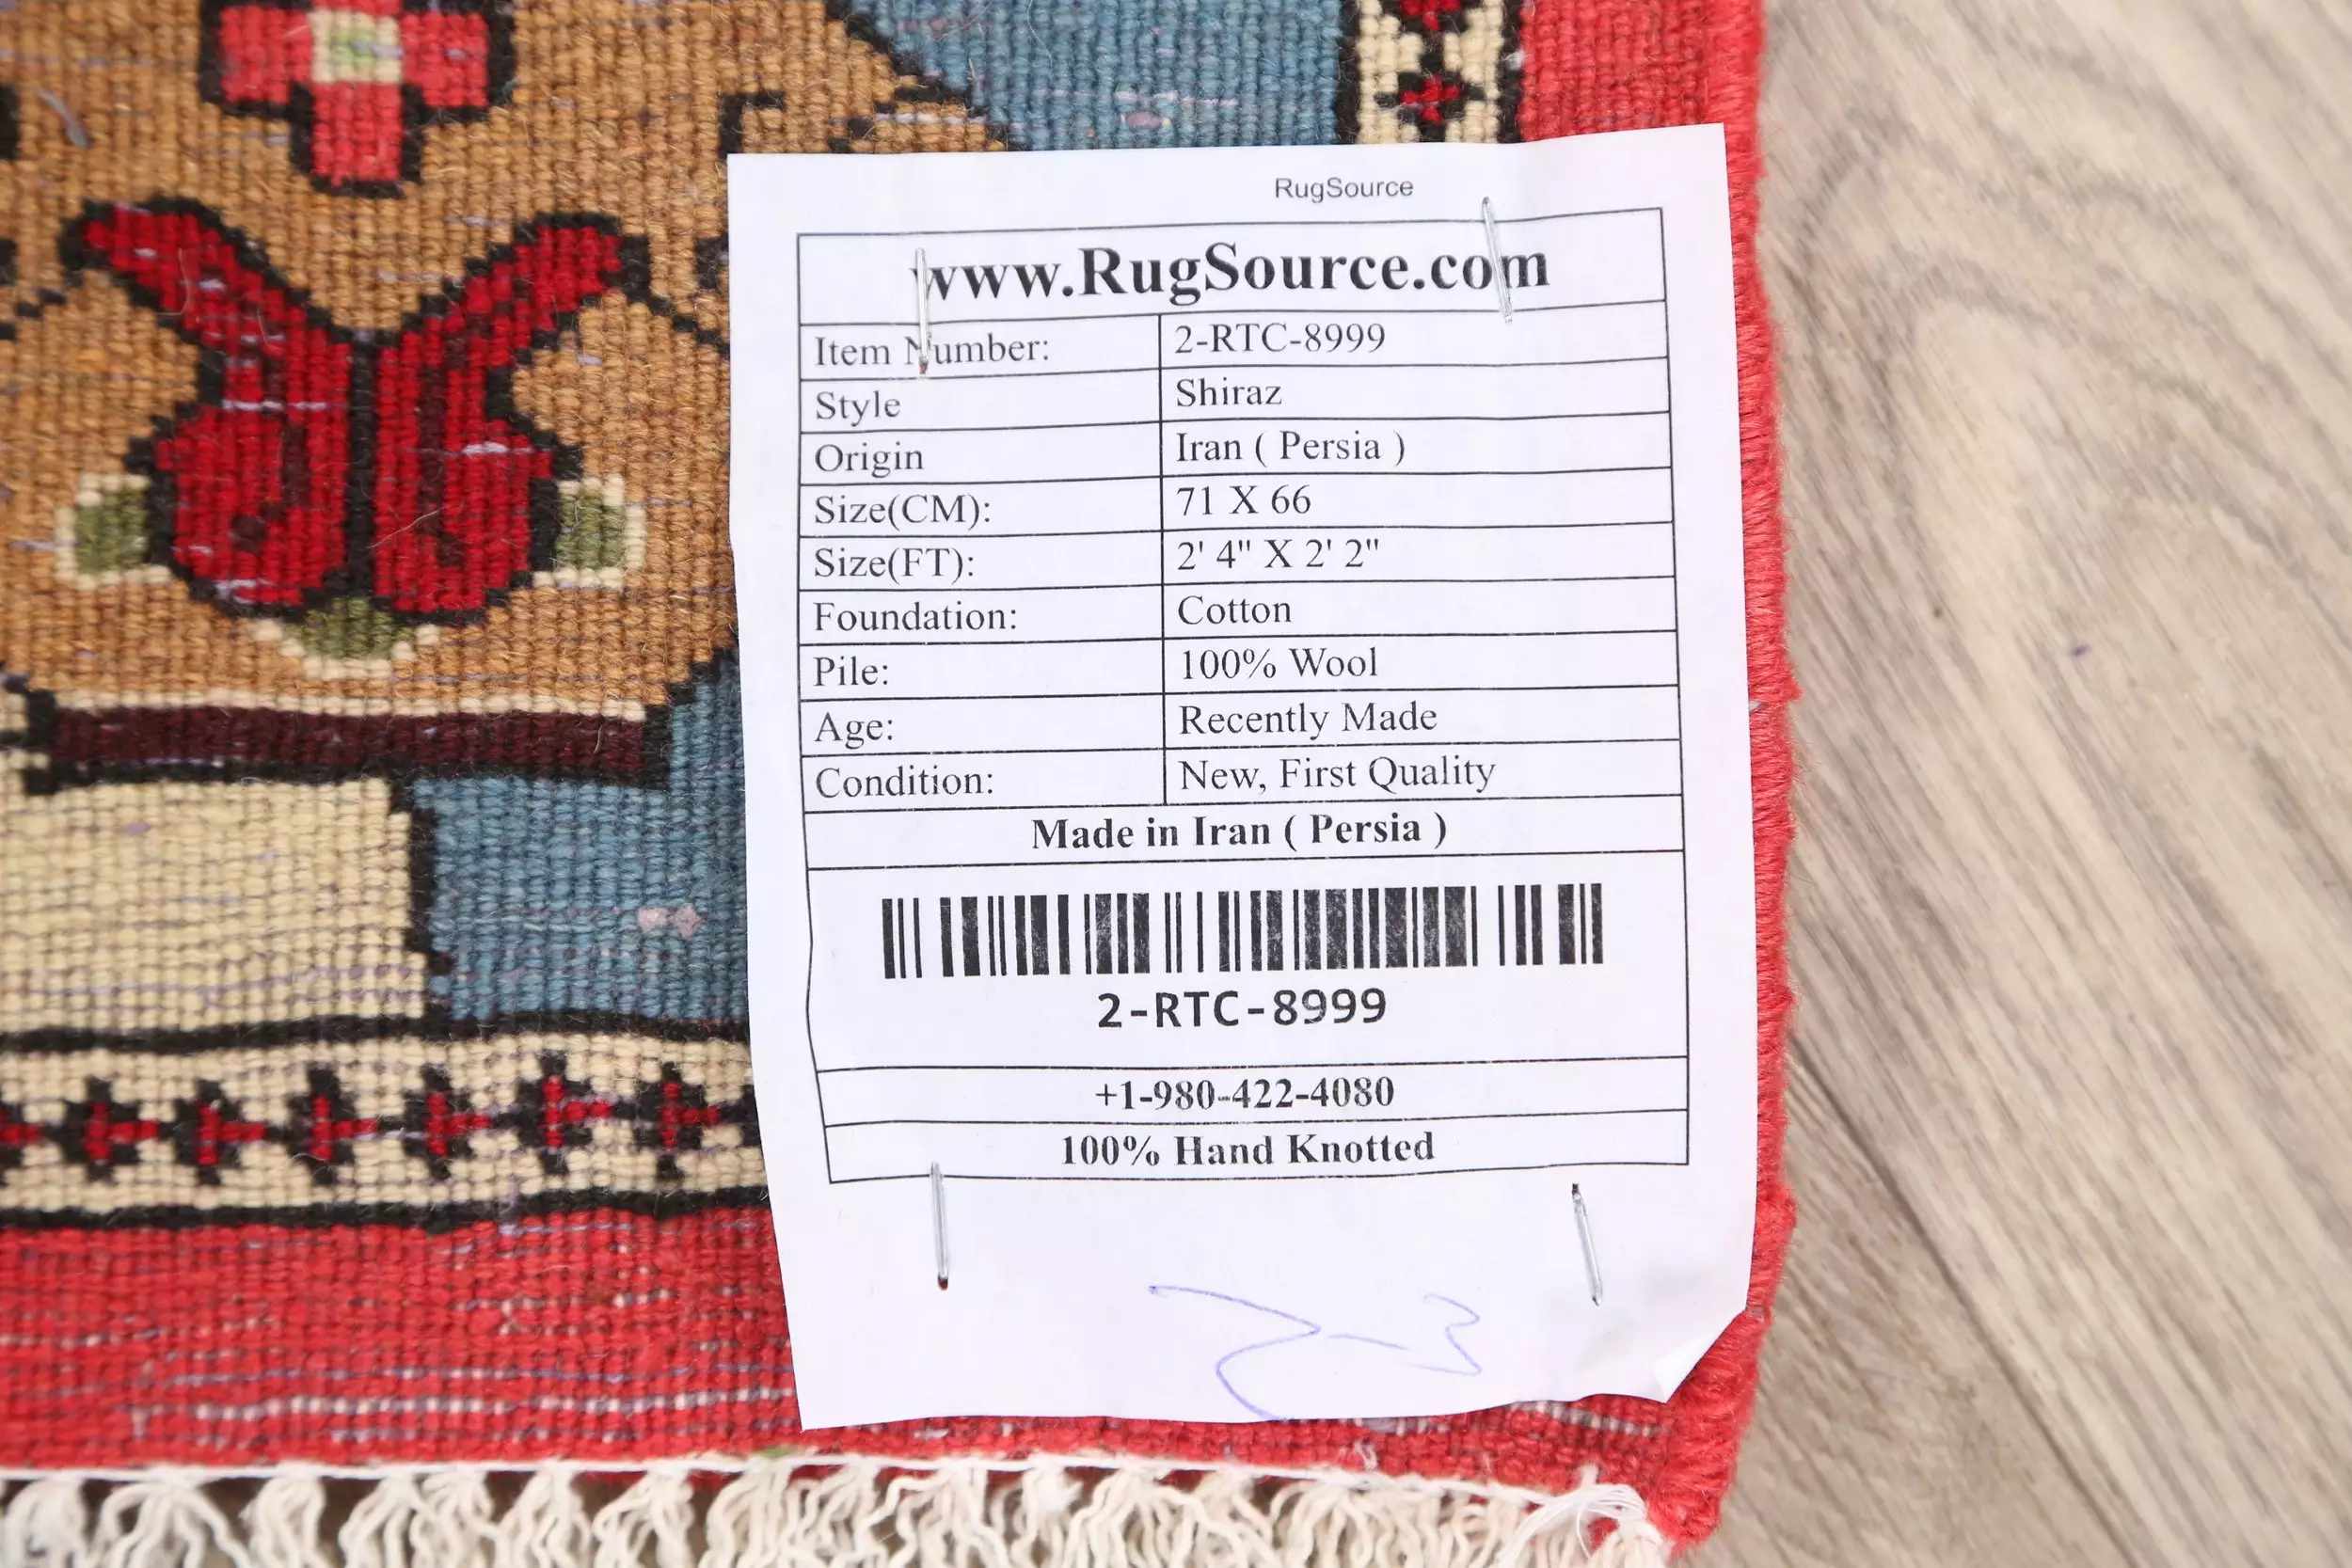 RugSource
www.RugSource.com
Item Number: 2-RTC-8999
Style Shiraz
Origin Iran ( Persia )
Size(CM): 71 X 66
Size(FT): 2' 4" X 2' 2"
Foundation: Cotton
Pile: 100% Wool
Age: Recently Made
Condition: New, First Quality
Made in Iran ( Persia )
2-RTC-8999
+1-980-422-4080
100% Hand Knotted